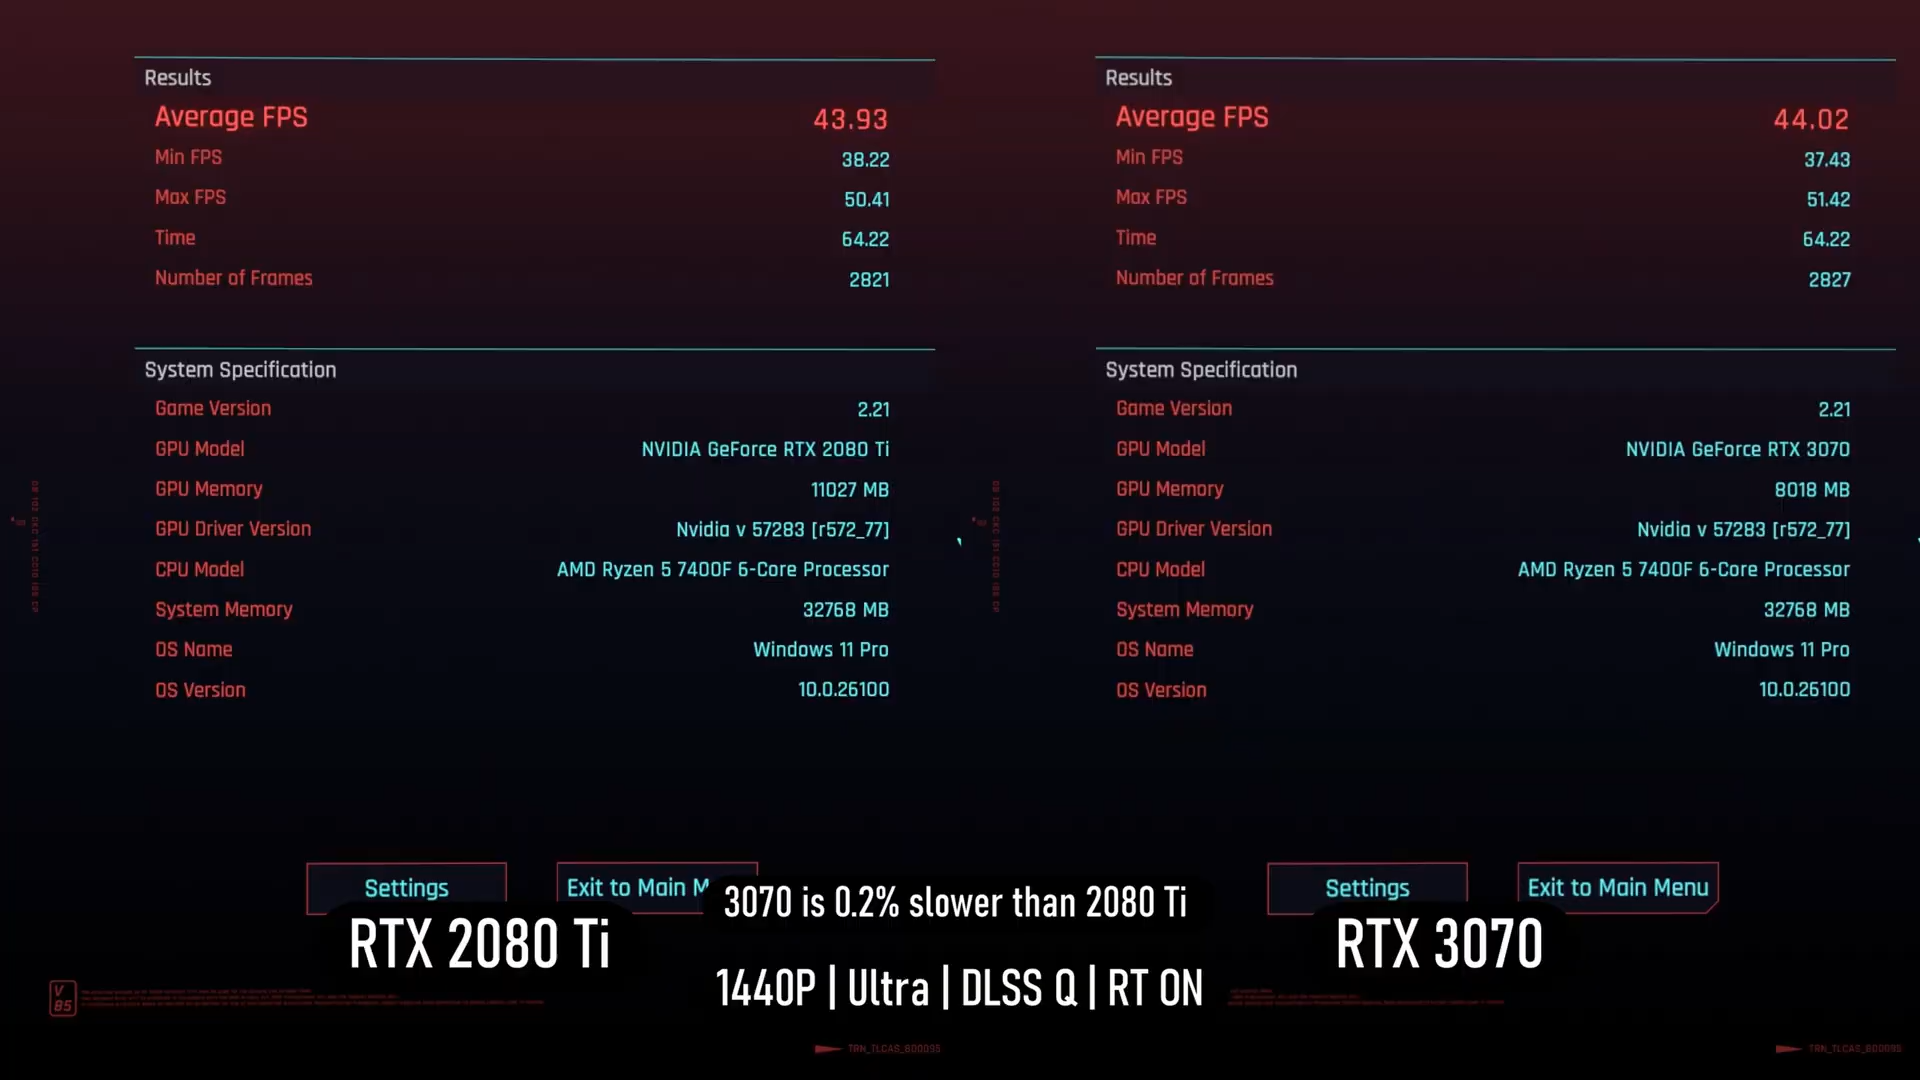 Results
Average FPS 43.93
Min FPS 38.22
Max FPS 50.41
Time 64.22
Number of Frames 2821
System Specification
Game Version 2.21
GPU Model NVIDIA GeForce RTX 2080 Ti
GPU Memory 11027 MB
GPU Driver Version Nvidia v 57283 [r572_77]
CPU Model AMD Ryzen 5 7400F 6-Core Processor
System Memory 32768 MB
OS Name Windows 11 Pro
OS Version 10.0.26100
Settings
Exit to Main M
RTX 2080 Ti
Results
Average FPS 44.02
Min FPS 37.43
Max FPS 51.42
Time 64.22
Number of Frames 2827
System Specification
Game Version 2.21
GPU Model NVIDIA GeForce RTX 3070
GPU Memory 8018 MB
GPU Driver Version Nvidia v 57283 [r572_77]
CPU Model AMD Ryzen 5 7400F 6-Core Processor
System Memory 32768 MB
OS Name Windows 11 Pro
OS Version 10.0.26100
Settings
Exit to Main Menu
RTX 3070
3070 is 0.2% slower than 2080 Ti
1440P | Ultra | DLSS Q | RT ON
V
85